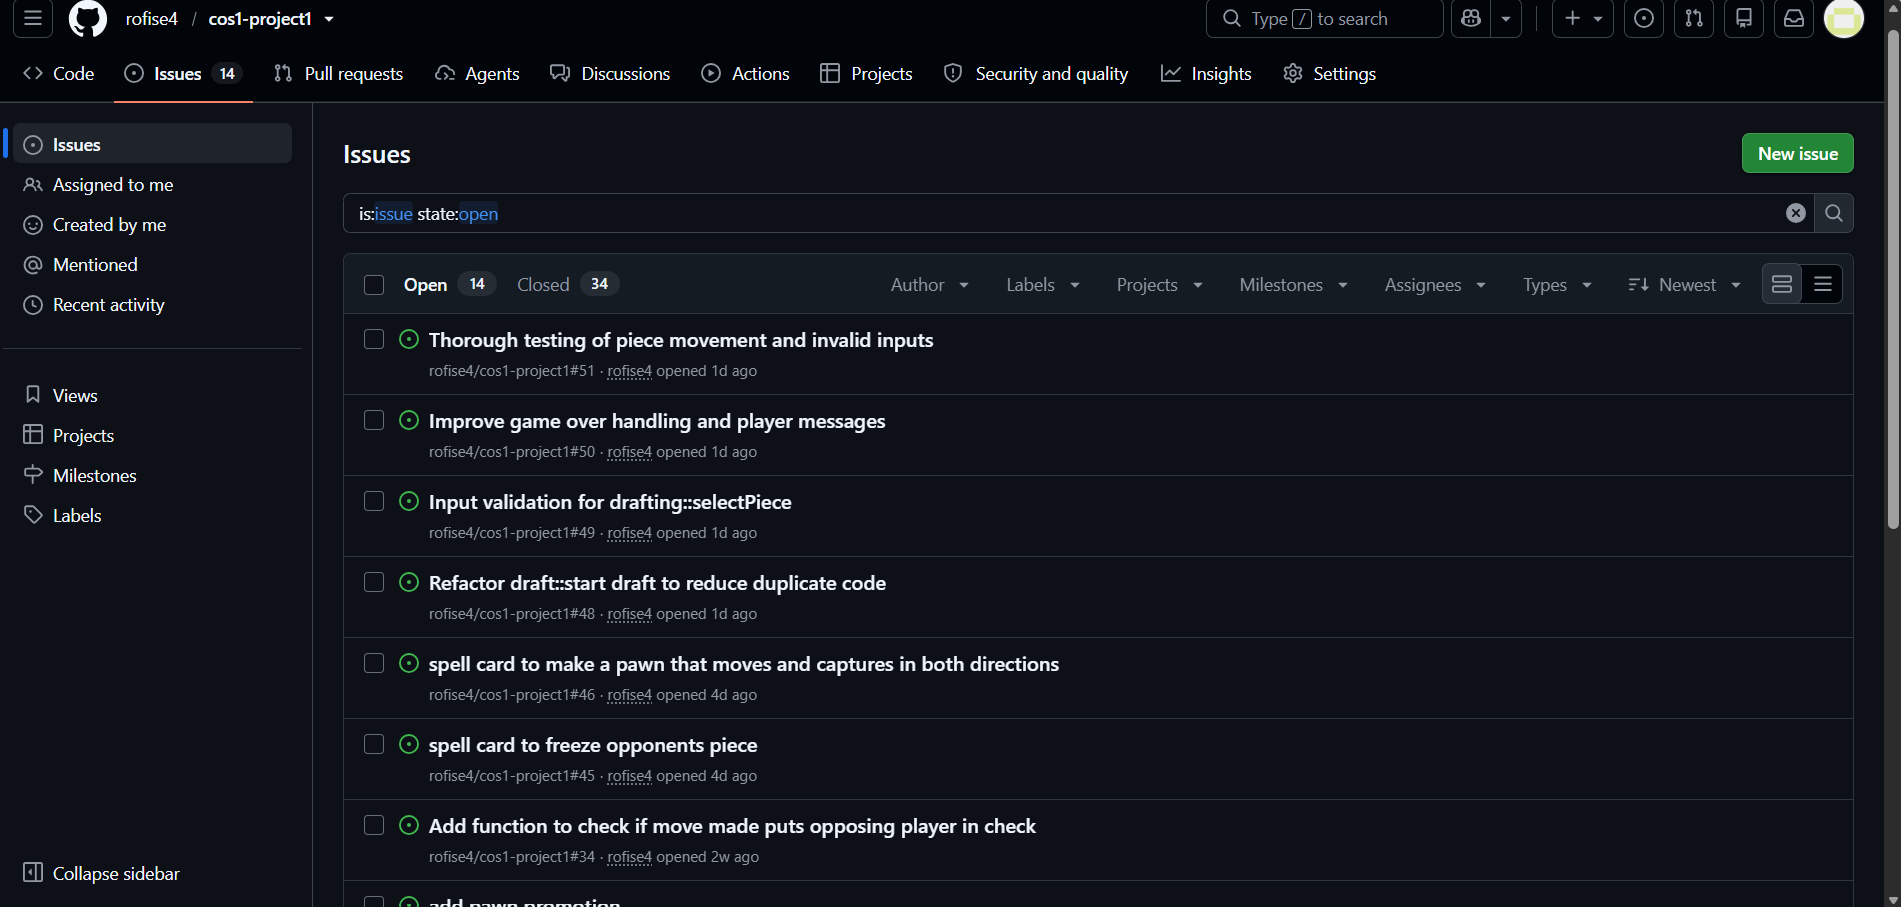 rofise4 / cos1-project1
Type / to search
Code
Issues 14
Pull requests
Agents
Discussions
Actions
Projects
Security and quality
Insights
Settings
Issues
Assigned to me
Created by me
Mentioned
Recent activity
Views
Projects
Milestones
Labels
Collapse sidebar
Issues
New issue
is:issue state:open
Open 14 Closed 34 Author Labels Projects Milestones Assignees Types Newest
Thorough testing of piece movement and invalid inputs
rofise4/cos1-project1#51 · rofise4 opened 1d ago
Improve game over handling and player messages
rofise4/cos1-project1#50 · rofise4 opened 1d ago
Input validation for drafting::selectPiece
rofise4/cos1-project1#49 · rofise4 opened 1d ago
Refactor draft::start draft to reduce duplicate code
rofise4/cos1-project1#48 · rofise4 opened 1d ago
spell card to make a pawn that moves and captures in both directions
rofise4/cos1-project1#46 · rofise4 opened 4d ago
spell card to freeze opponents piece
rofise4/cos1-project1#45 · rofise4 opened 4d ago
Add function to check if move made puts opposing player in check
rofise4/cos1-project1#34 · rofise4 opened 2w ago
add pawn promotion